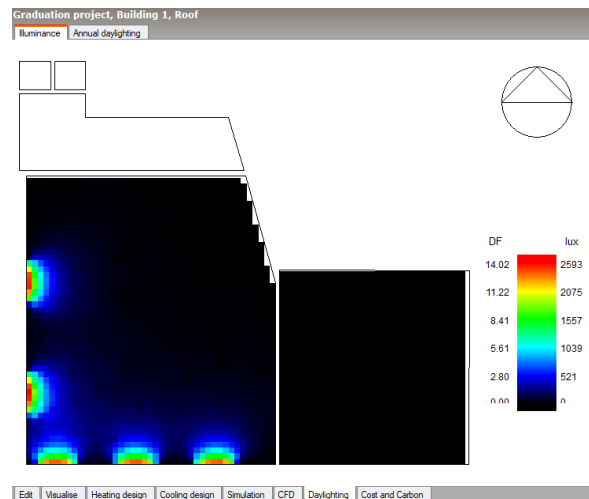 Graduation project, Building 1, Roof
Illuminance Annual daylighting
DF lux
14.02 2593
11.22 2075
8.41 1557
5.61 1039
2.80 521
0.00 0
Edit Visualise Heating design Cooling design Simulation CFD Daylighting Cost and Carbon